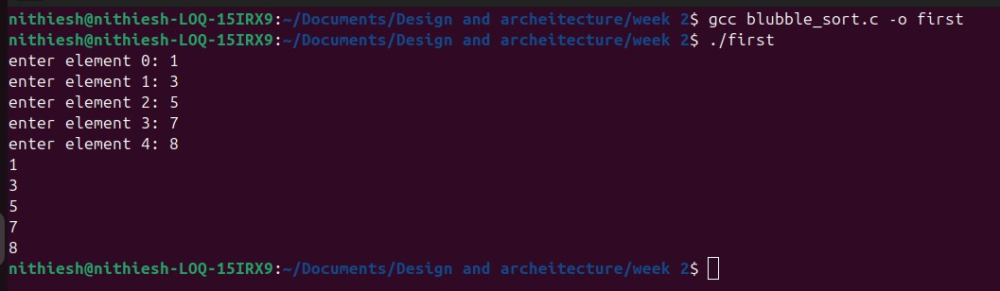 nithiesh@nithiesh-LOQ-15IRX9:~/Documents/Design and archeitecture/week 2$ gcc blubble_sort.c -o first
nithiesh@nithiesh-LOQ-15IRX9:~/Documents/Design and archeitecture/week 2$ ./first
enter element 0: 1
enter element 1: 3
enter element 2: 5
enter element 3: 7
enter element 4: 8
1
3
5
7
8
nithiesh@nithiesh-LOQ-15IRX9:~/Documents/Design and archeitecture/week 2$